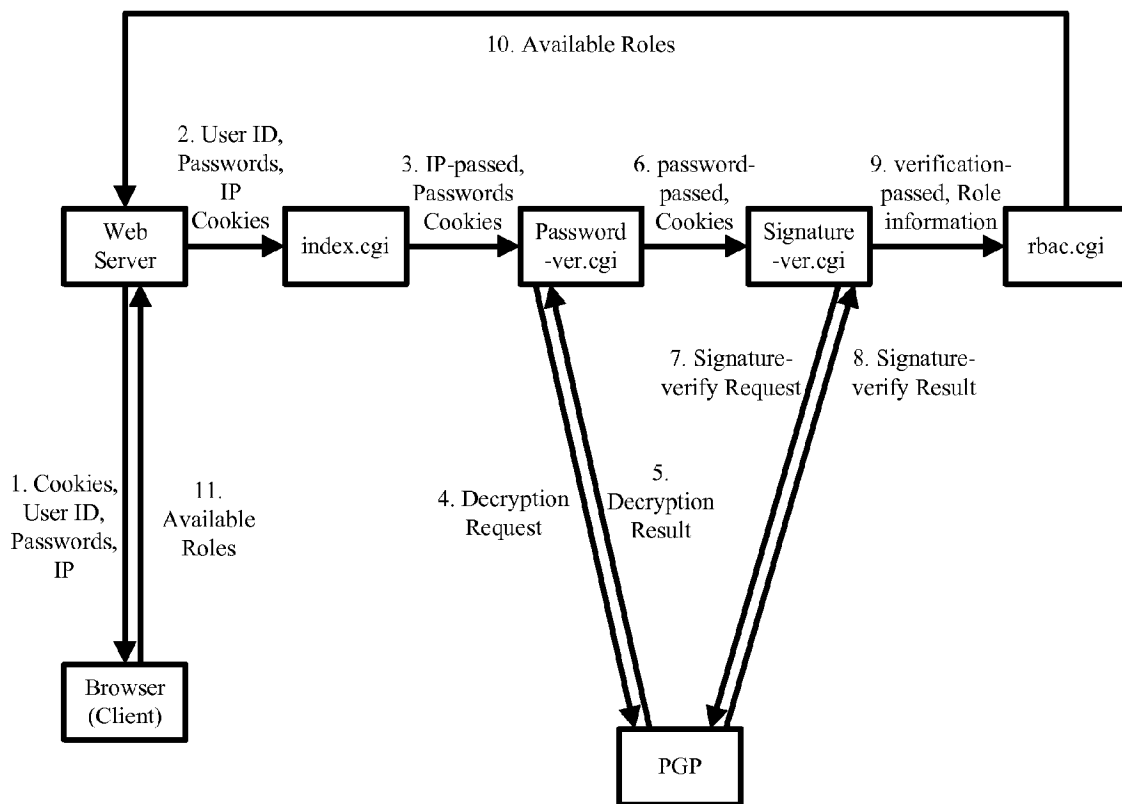 10. Available Roles
2. User ID,
Passwords,
IP
Cookies
3. IP-passed,
Passwords
Cookies
6. password-
passed,
Cookies
9. verification-
passed, Role
information
Web
Server
index.cgi
Password
-ver.cgi
Signature
-ver.cgi
rbac.cgi
7. Signature-
verify Request
8. Signature-
verify Result
1. Cookies,
User ID,
Passwords,
IP
11.
Available
Roles
4. Decryption
Request
5.
Decryption
Result
Browser
(Client)
PGP